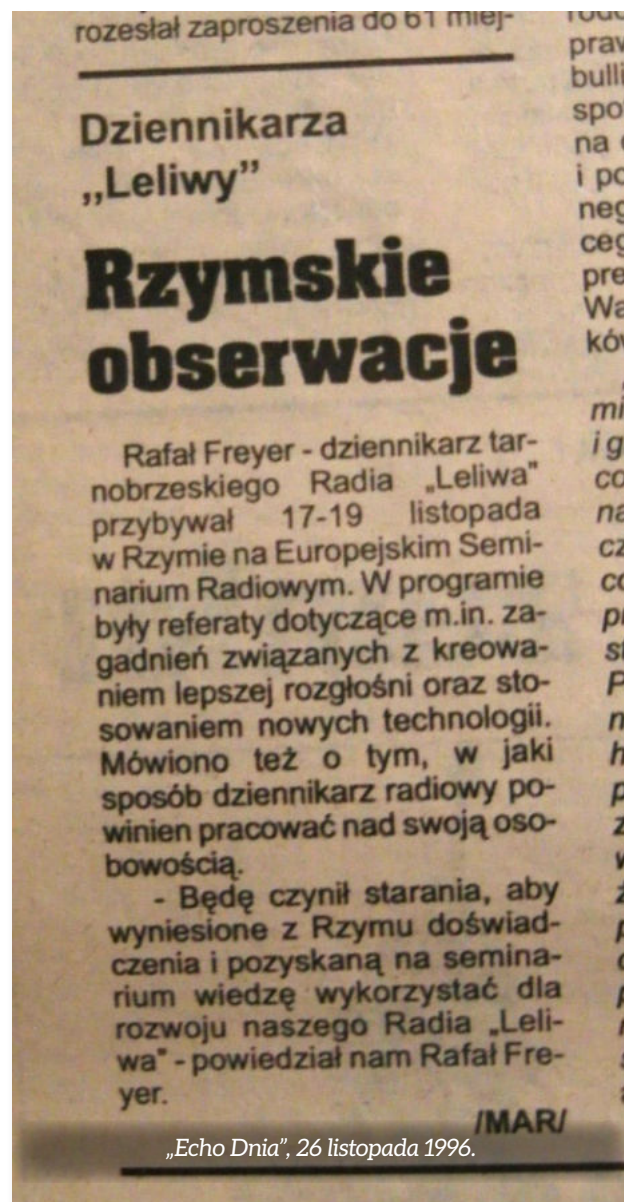 rozesłał zaproszenia do 61 miej-
Dziennikarza
„Leliwy”
Rzymskie
obserwacje
Rafał Freyer - dziennikarz tar-
nobrzeskiego Radia „Leliwa”
przybywał 17-19 listopada
w Rzymie na Europejskim Semi-
narium Radiowym. W programie
były referaty dotyczące m.in. za-
gadnień związanych z kreowa-
niem lepszej rozgłośni oraz sto-
sowaniem nowych technologii.
Mówiono też o tym, w jaki
sposób dziennikarz radiowy po-
winien pracować nad swoją oso-
bowością.
- Będę czynił starania, aby
wyniesione z Rzymu doświad-
czenia i pozyskaną na semina-
rium wiedzę wykorzystać dla
rozwoju naszego Radia „Leli-
wa” - powiedział nam Rafał Fre-
yer.
/MAR/
„Echo Dnia”, 26 listopada 1996.